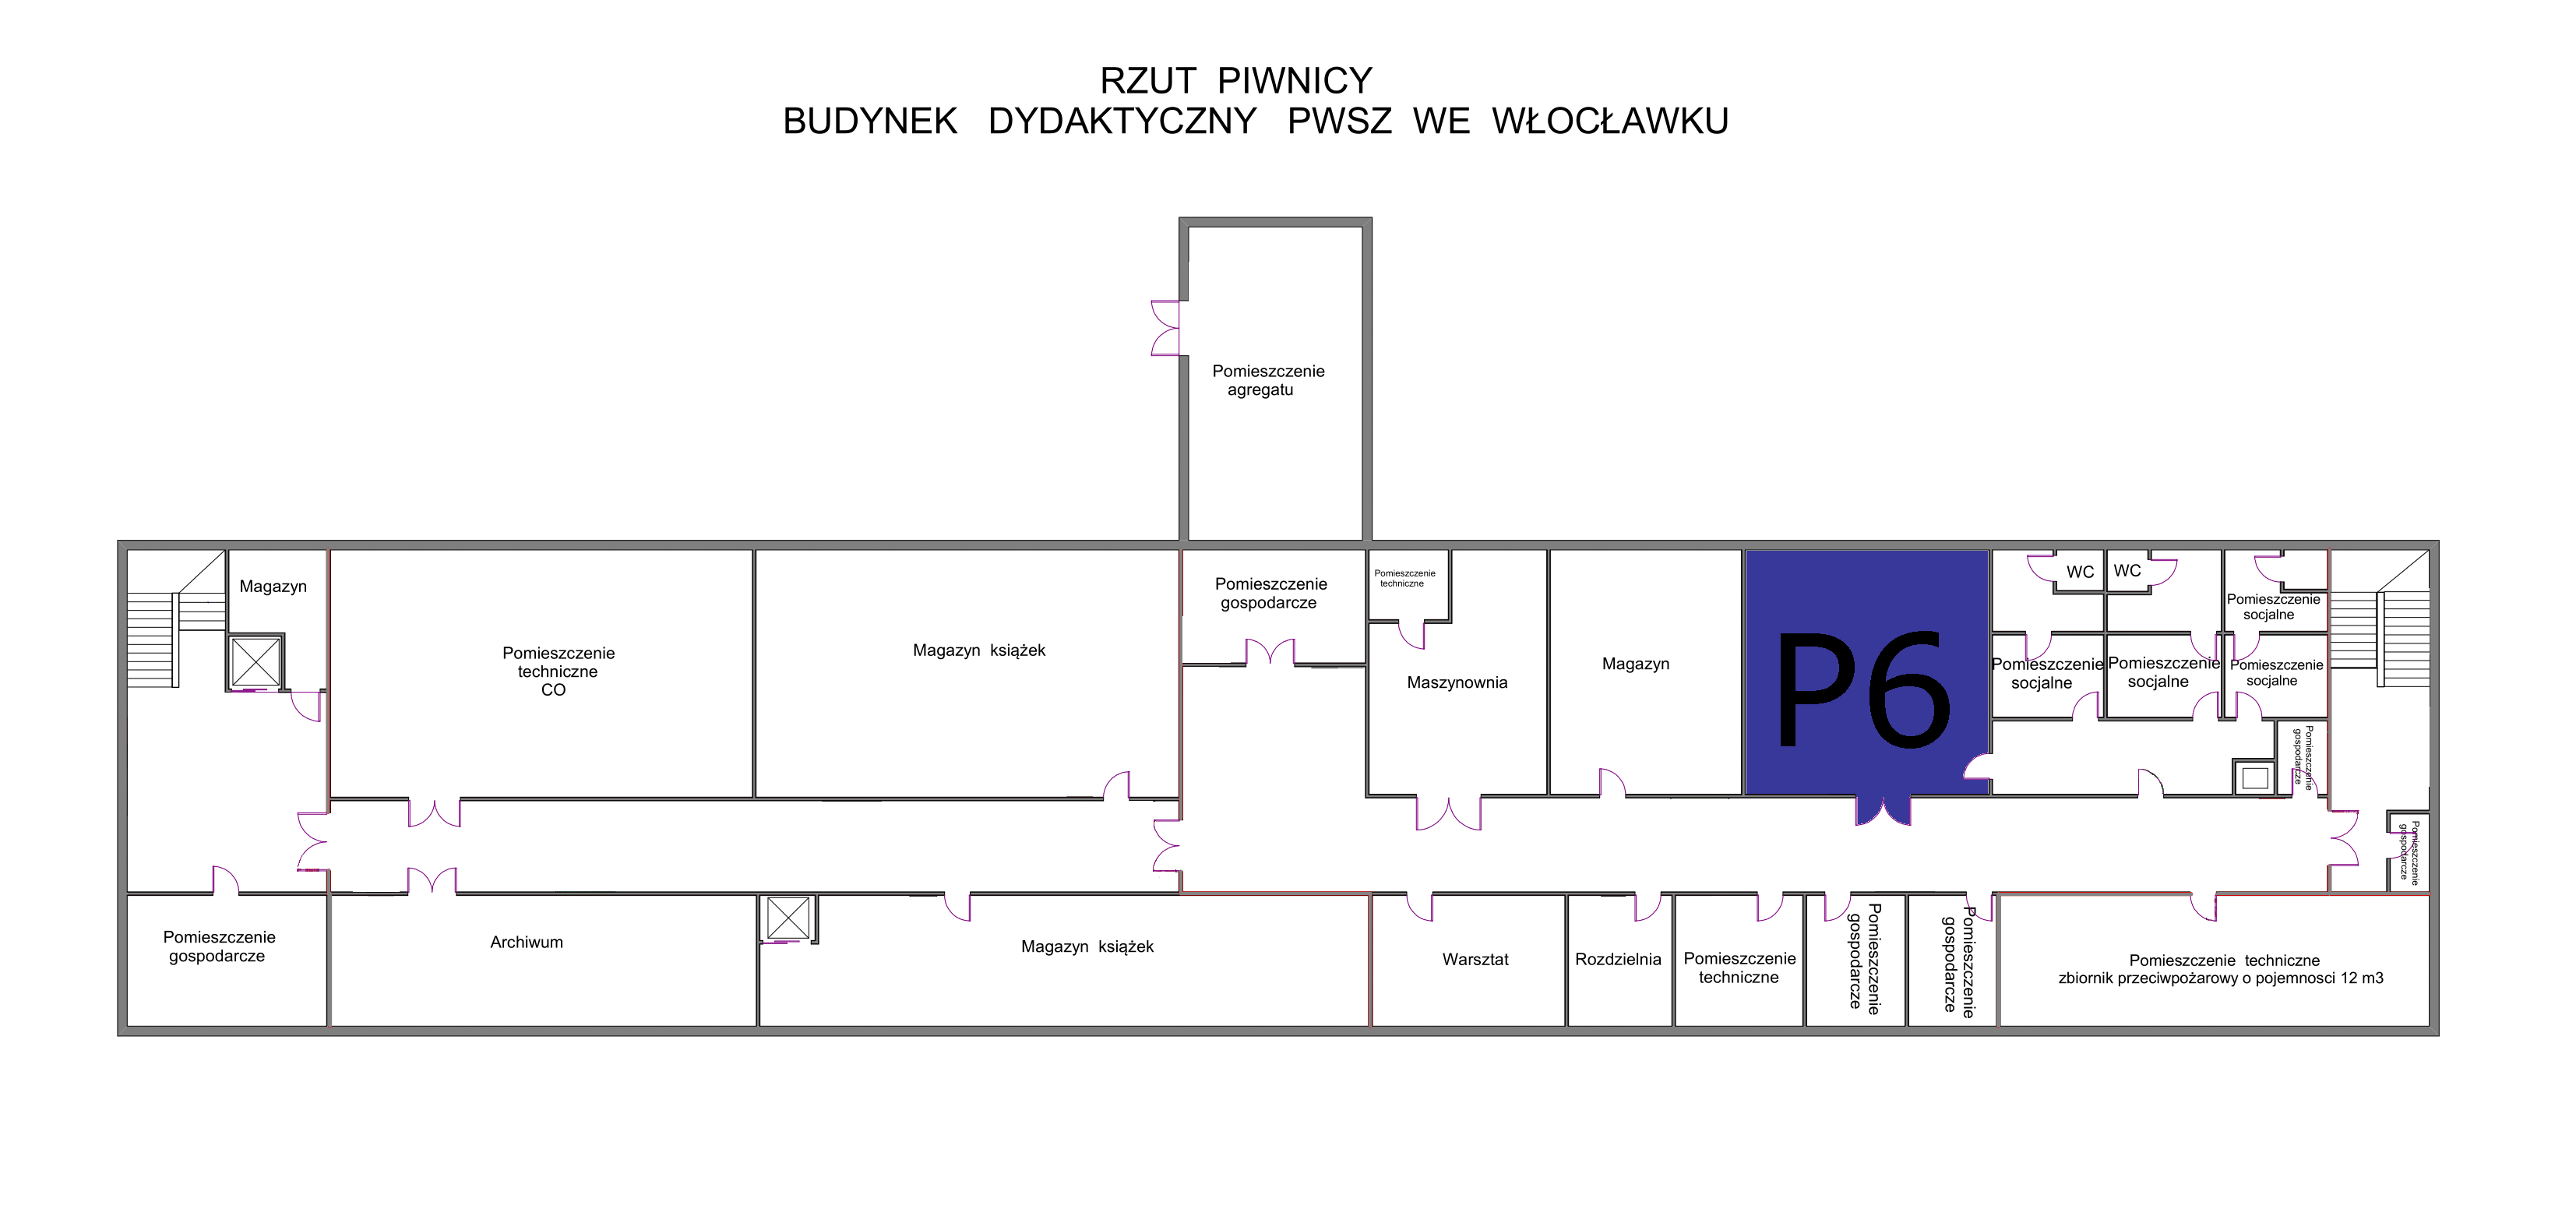 RZUT PIWNICY
BUDYNEK DYDAKTYCZNY PWSZ WE WŁOCŁAWKU
Pomieszczenie
agregatu
Magazyn
Pomieszczenie
techniczne
CO
Magazyn książek
Pomieszczenie
gospodarcze
Pomieszczenie
techniczne
Maszynownia
Magazyn
P6
WC
WC
Pomieszczenie
socjalne
Pomieszczenie
socjalne
Pomieszczenie
socjalne
Pomieszczenie
socjalne
Pomieszczenie
gospodarcze
Pomieszczenie
gospodarcze
Pomieszczenie
gospodarcze
Archiwum
Magazyn książek
Warsztat
Rozdzielnia
Pomieszczenie
techniczne
Pomieszczenie
gospodarcze
Pomieszczenie
gospodarcze
Pomieszczenie techniczne
zbiornik przeciwpożarowy o pojemnosci 12 m3